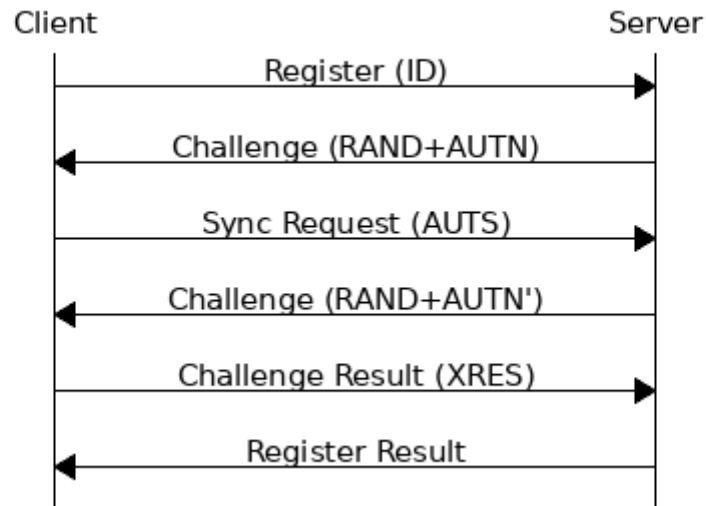 Client Server
Register (ID)
Challenge (RAND+AUTN)
Sync Request (AUTS)
Challenge (RAND+AUTN')
Challenge Result (XRES)
Register Result